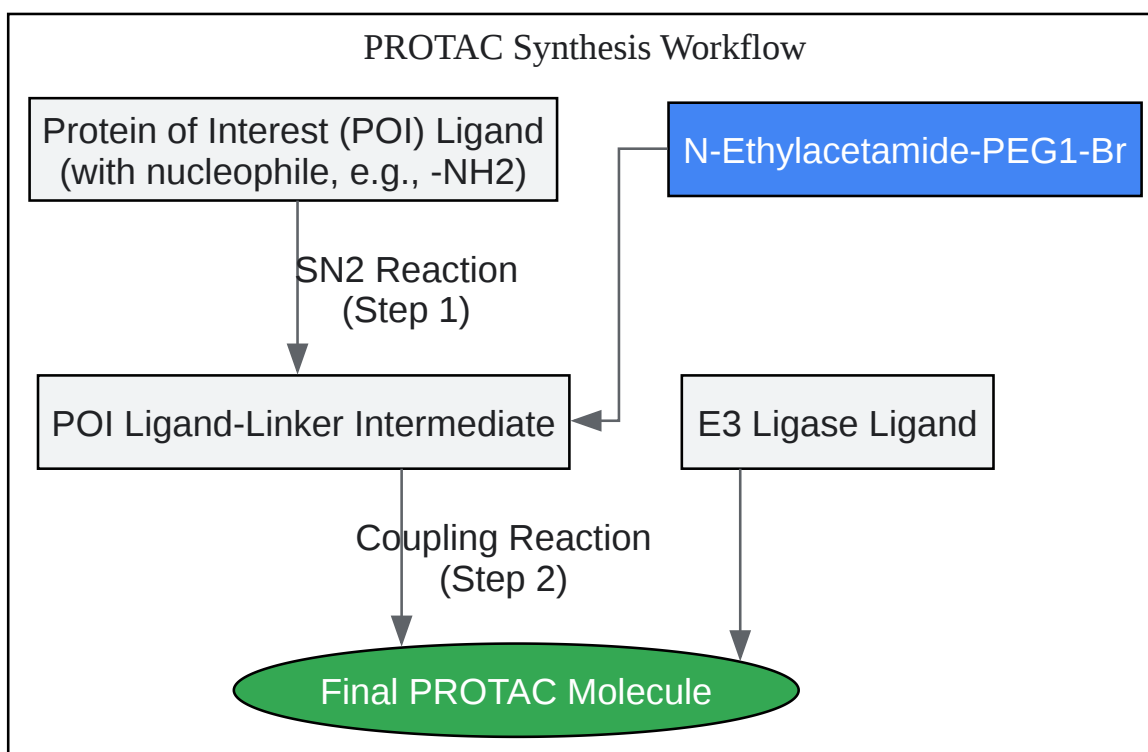 PROTAC Synthesis Workflow
Protein of Interest (POI) Ligand
(with nucleophile, e.g., -NH2)
N-Ethylacetamide-PEG1-Br
SN2 Reaction
(Step 1)
POI Ligand-Linker Intermediate
E3 Ligase Ligand
Coupling Reaction
(Step 2)
Final PROTAC Molecule